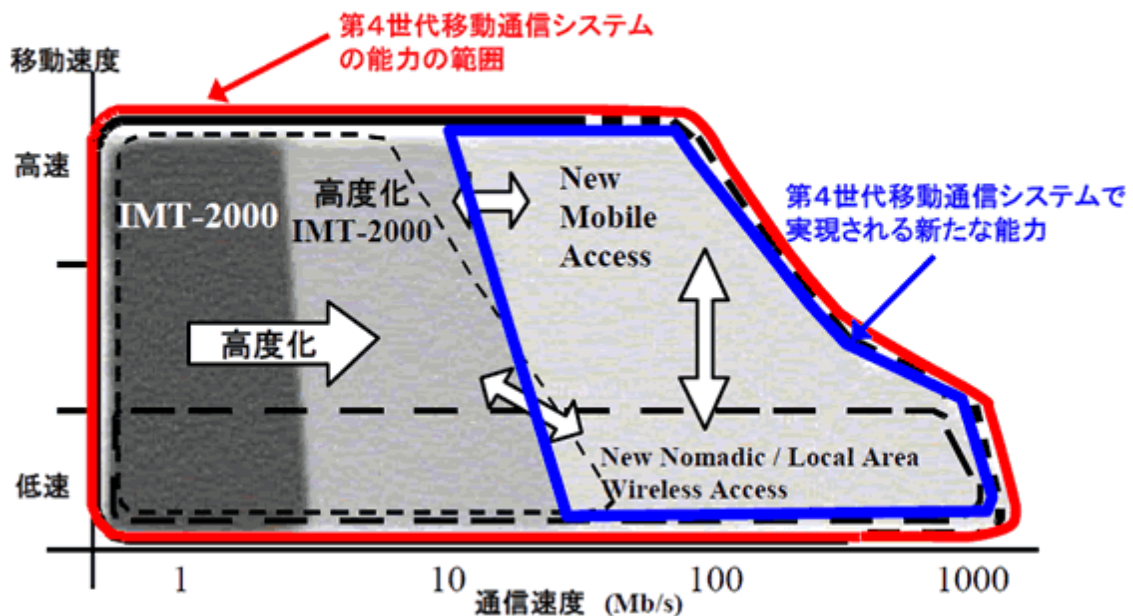 第4世代移動通信システム
の能力の範囲
移動速度
高速
IMT-2000
高度化
IMT-2000
New
Mobile
Access
第4世代移動通信システムで
実現される新たな能力
高度化
New Nomadic / Local Area
Wireless Access
低速
1
10
100
1000
通信速度 (Mb/s)